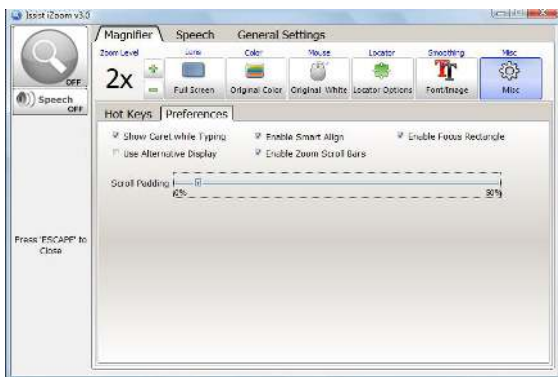 Issist iZoom v3.0
Magnifier Speech General Settings
Zoom Level Lens Color Mouse Locator Smoothing Misc
OFF
2x
Full Screen Original Color Original White Locator Options Font/Image Misc
Speech
OFF
Hot Keys Preferences
Show Caret while Typing Enable Smart Align Enable Focus Rectangle
Use Alternative Display Enable Zoom Scroll Bars
Scroll Padding
0% 50%
Press 'ESCAPE' to
Close